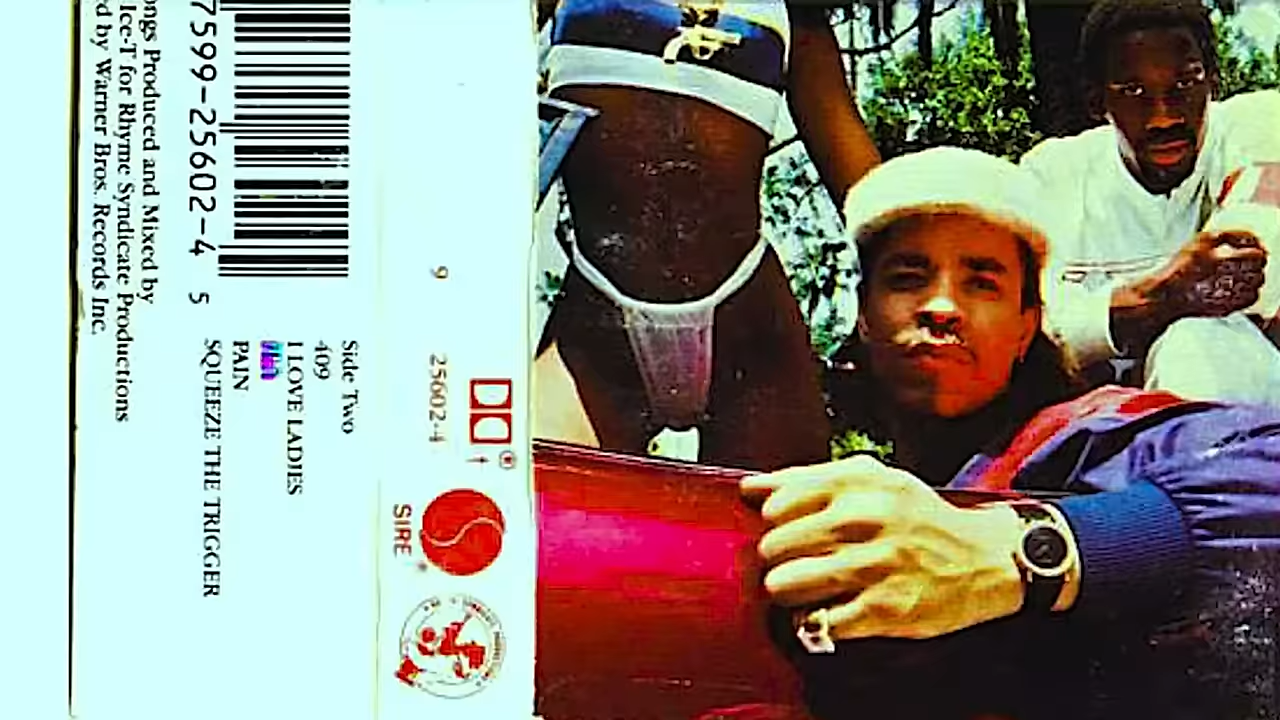 Side Two
409
I LOVE LADIES
PAIN
SQUEEZE THE TRIGGER
7599-25602-4 5
ongs Produced and Mixed by
Ice-T for Rhyme Syndicate Productions
d by Warner Bros. Records Inc.
9 25602-4
SIRE